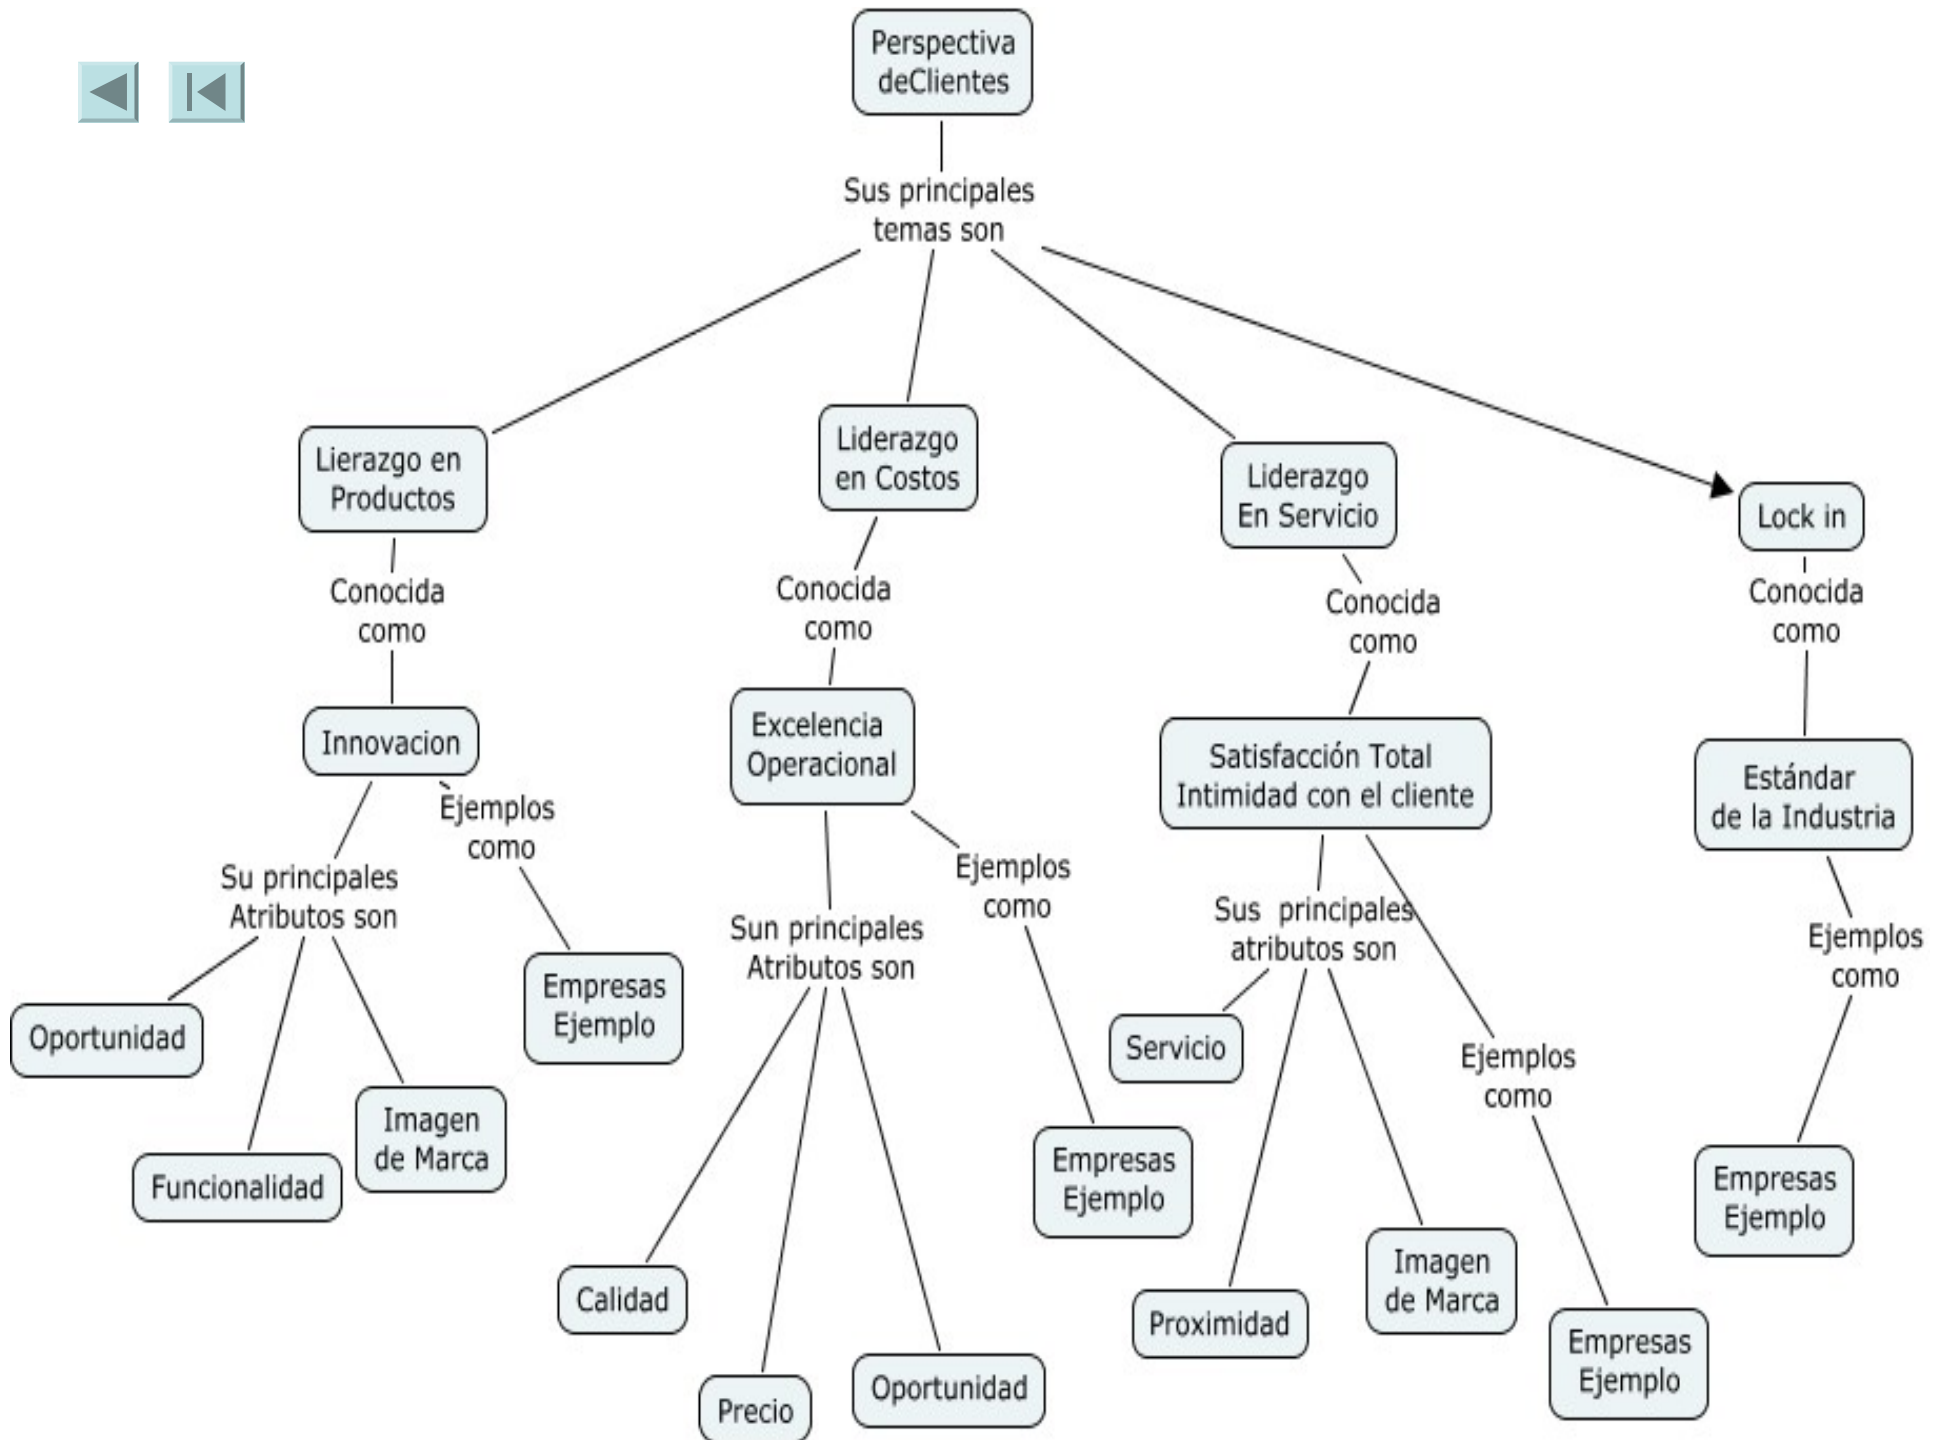 Perspectiva
deClientes
Sus principales
temas son
Lierazgo en
Productos
Liderazgo
en Costos
Liderazgo
En Servicio
Lock in
Conocida
como
Conocida
como
Conocida
como
Conocida
como
Innovacion
Excelencia
Operacional
Satisfacción Total
Intimidad con el cliente
Estándar
de la Industria
Ejemplos
como
Su principales
Atributos son
Ejemplos
como
Sun principales
Atributos son
Sus  principales
atributos son
Ejemplos
como
Empresas
Ejemplo
Oportunidad
Servicio
Ejemplos
como
Imagen
de Marca
Funcionalidad
Empresas
Ejemplo
Empresas
Ejemplo
Calidad
Proximidad
Imagen
de Marca
Empresas
Ejemplo
Precio
Oportunidad